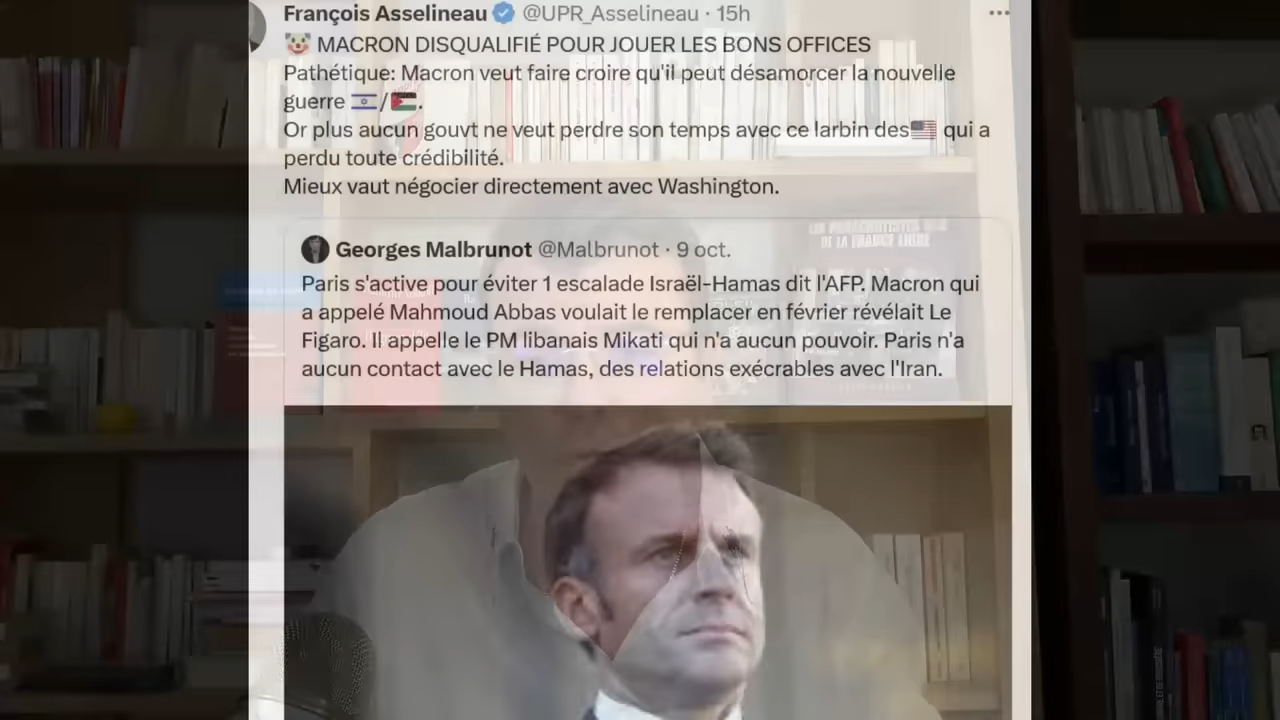 François Asselineau @UPR_Asselineau · 15h
🤡 MACRON DISQUALIFIÉ POUR JOUER LES BONS OFFICES
Pathétique: Macron veut faire croire qu'il peut désamorcer la nouvelle
guerre 🇮🇱/🇵🇸.
Or plus aucun gouvt ne veut perdre son temps avec ce larbin des🇺🇸 qui a
perdu toute crédibilité.
Mieux vaut négocier directement avec Washington.
Georges Malbrunot @Malbrunot · 9 oct.
Paris s'active pour éviter 1 escalade Israël-Hamas dit l'AFP. Macron qui
a appelé Mahmoud Abbas voulait le remplacer en février révélait Le
Figaro. Il appelle le PM libanais Mikati qui n'a aucun pouvoir. Paris n'a
aucun contact avec le Hamas, des relations exécrables avec l'Iran.
DE LA FRANCE LIBRE